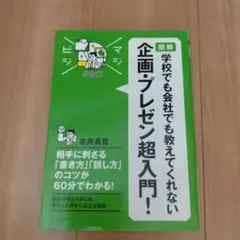 図解
学校でも会社でも教えてくれない
企画・プレゼン超入門!
マジビジ
PRO
相手に刺さる
「書き方」「話し方」
のコツが
60分でわかる!